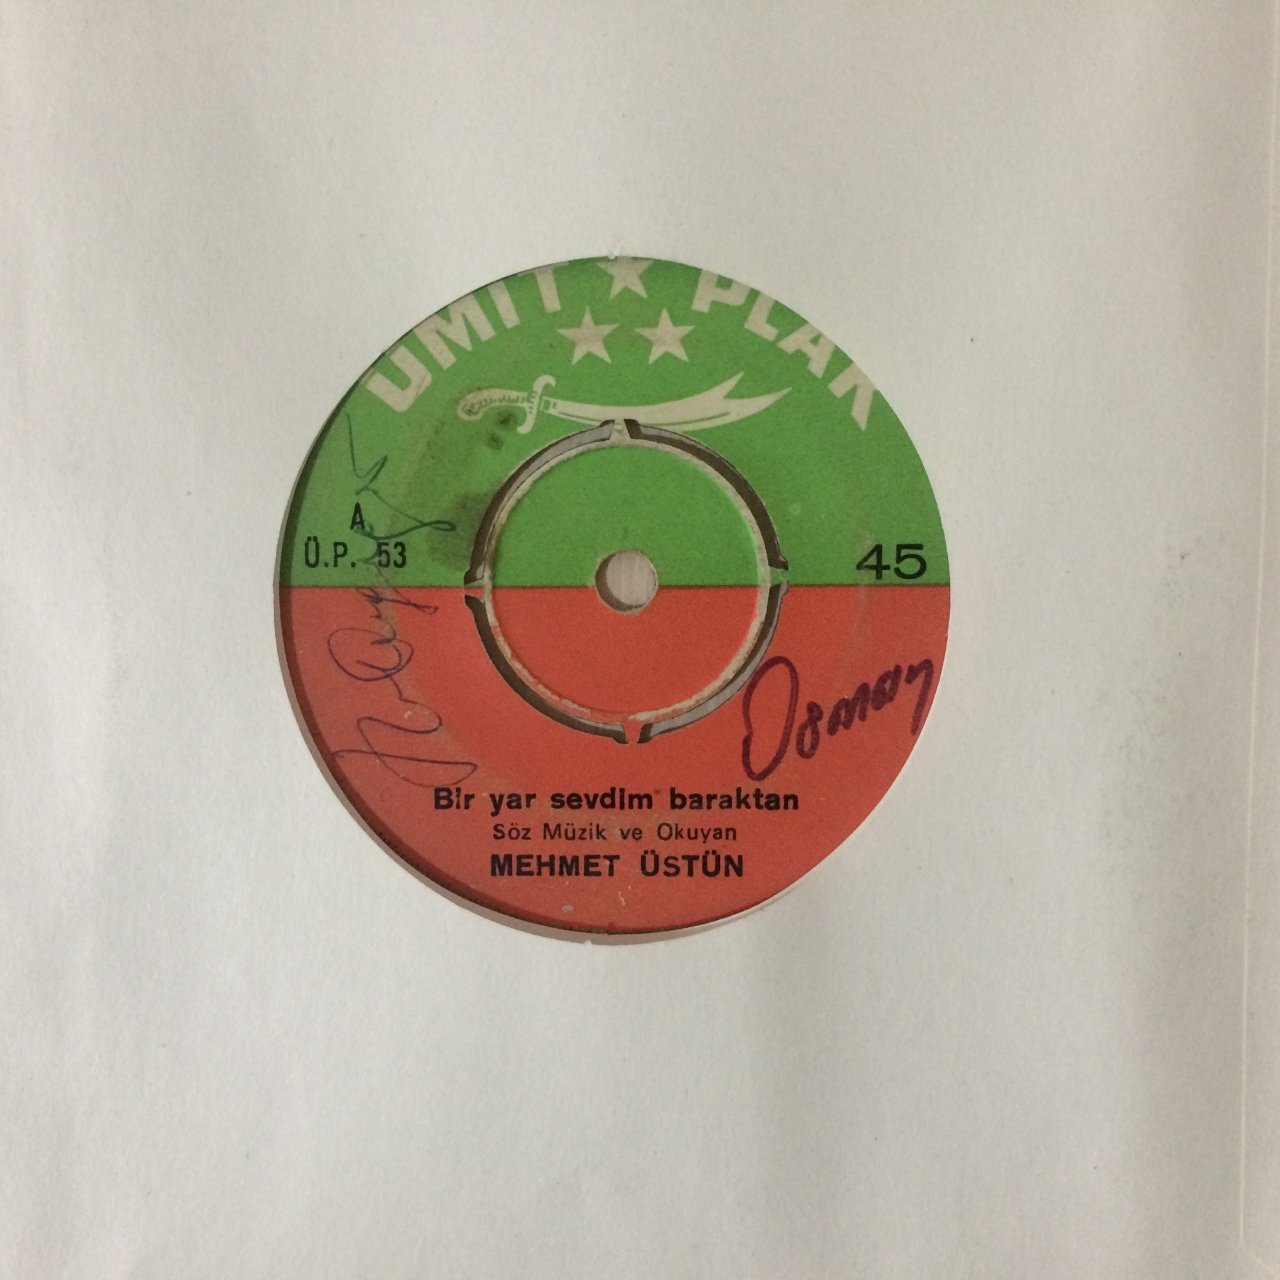 ÜMİT PLAK
A
Ü.P. 53
45
Osman
Bir yar sevdim baraktan
Söz Müzik ve Okuyan
MEHMET ÜSTÜN